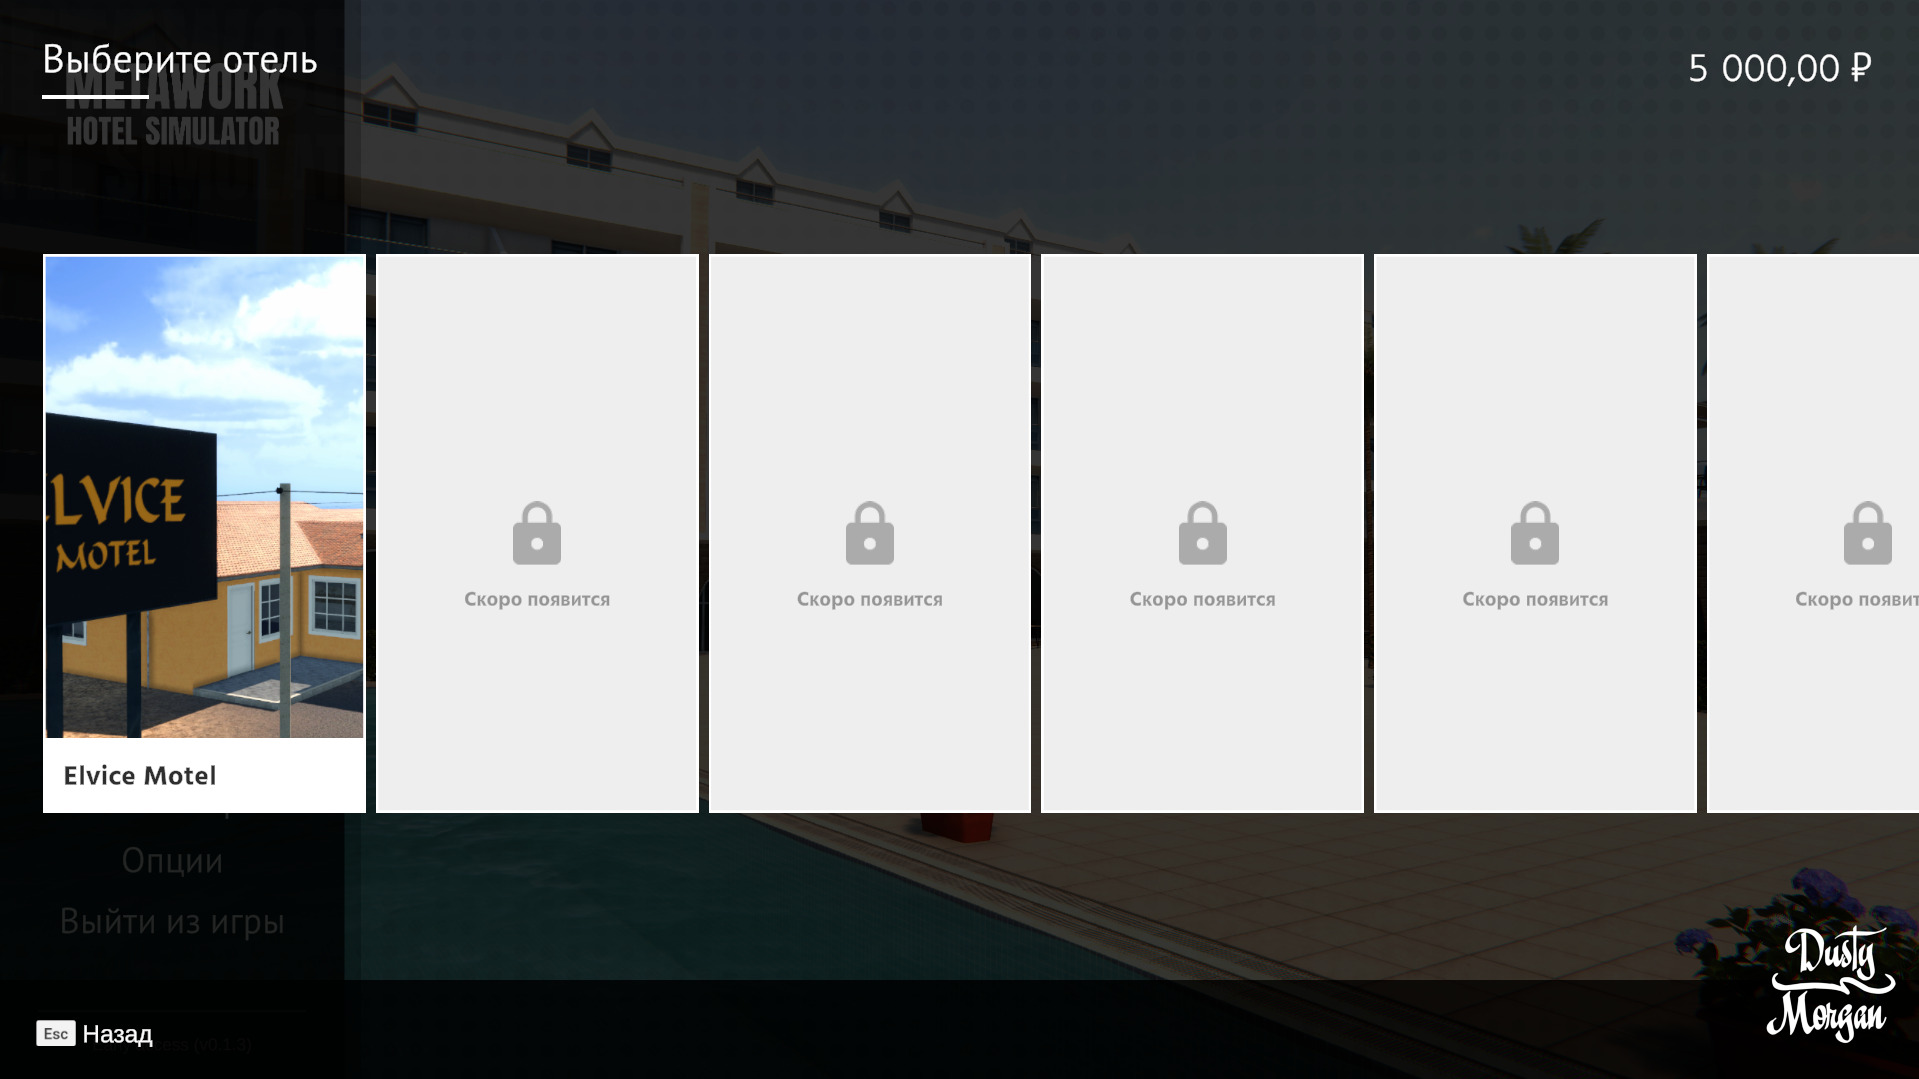 Выберите отель
5 000,00 ₽
METAWORK
HOTEL SIMULATOR
LVICE
MOTEL
Elvice Motel
Скоро появится
Скоро появится
Скоро появится
Скоро появится
Скоро появит
Опции
Выйти из игры
Esc Назад
(v0.1.3)
Dusty
Morgan